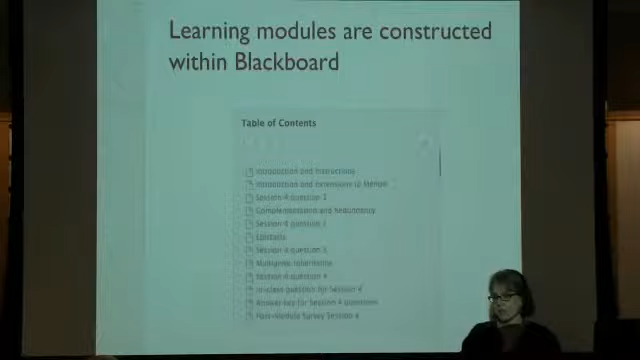 Learning modules are constructed
within Blackboard
Table of Contents
Introduction and Instructions
Introduction and Extensions to Mendel
Session 4 question 1
Complementation and Redundancy
Session 4 question 2
Epistasis
Session 4 question 3
Multigenic Inheritance
Session 4 question 4
In-class question for Session 4
Answer key for Session 4 questions
Post-Module Survey Session 4